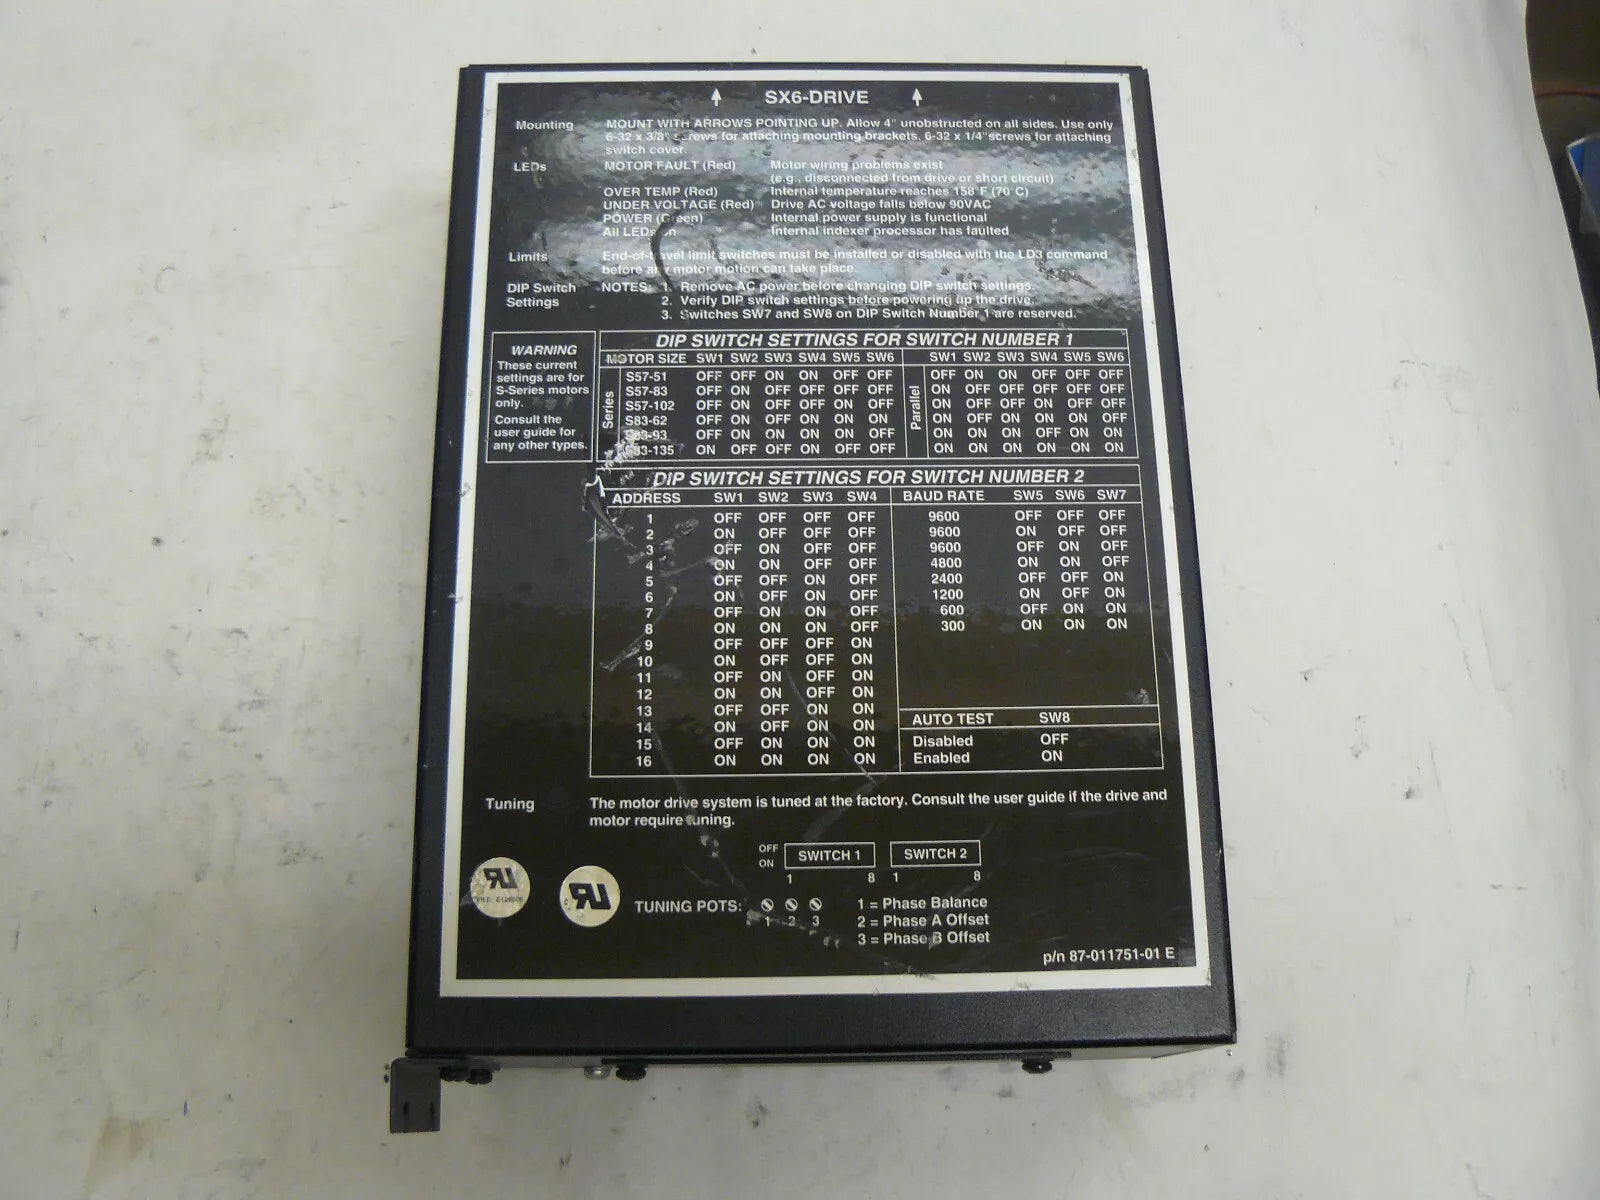 SX6-DRIVE
Mounting MOUNT WITH ARROWS POINTING UP. Allow 4" unobstructed on all sides. Use only
6-32 x 3/8" screws for attaching mounting brackets. 6-32 x 1/4"screws for attaching
switch cover.
LEDs MOTOR FAULT (Red) Motor wiring problems exist
(e.g., disconnected from drive or short circuit)
OVER TEMP (Red) Internal temperature reaches 158°F (70°C)
UNDER VOLTAGE (Red) Drive AC voltage falls below 90VAC
POWER (Green) Internal power supply is functional
All LEDs on Internal indexer processor has faulted
Limits End-of-travel limit switches must be installed or disabled with the LD3 command
before any motor motion can take place.
DIP Switch NOTES: 1. Remove AC power before changing DIP switch settings.
Settings 2. Verify DIP switch settings before powering up the drive.
3. Switches SW7 and SW8 on DIP Switch Number 1 are reserved.
WARNING
These current
settings are for
S-Series motors
only.
Consult the
user guide for
any other types.
DIP SWITCH SETTINGS FOR SWITCH NUMBER 1
MOTOR SIZE SW1 SW2 SW3 SW4 SW5 SW6 SW1 SW2 SW3 SW4 SW5 SW6
Series
Parallel
S57-51 OFF OFF ON ON OFF OFF OFF ON ON OFF OFF OFF
S57-83 OFF ON OFF OFF OFF OFF ON OFF OFF OFF OFF OFF
S57-102 OFF ON OFF OFF ON OFF ON OFF OFF ON OFF OFF
S83-62 OFF ON OFF ON ON ON ON OFF ON ON ON OFF
S83-93 OFF ON ON ON ON OFF ON ON ON OFF ON ON
S83-135 ON OFF OFF ON OFF OFF ON ON ON ON ON ON
DIP SWITCH SETTINGS FOR SWITCH NUMBER 2
ADDRESS SW1 SW2 SW3 SW4 BAUD RATE SW5 SW6 SW7
1 OFF OFF OFF OFF 9600 OFF OFF OFF
2 ON OFF OFF OFF 9600 ON OFF OFF
3 OFF ON OFF OFF 9600 OFF ON OFF
4 ON ON OFF OFF 4800 ON ON OFF
5 OFF OFF ON OFF 2400 OFF OFF ON
6 ON OFF ON OFF 1200 ON OFF ON
7 OFF ON ON OFF 600 OFF ON ON
8 ON ON ON OFF 300 ON ON ON
9 OFF OFF OFF ON
10 ON OFF OFF ON
11 OFF ON OFF ON
12 ON ON OFF ON
13 OFF OFF ON ON
14 ON OFF ON ON
15 OFF ON ON ON
16 ON ON ON ON
AUTO TEST SW8
Disabled OFF
Enabled ON
Tuning The motor drive system is tuned at the factory. Consult the user guide if the drive and
motor require tuning.
OFF
ON
SWITCH 1 SWITCH 2
1 8 1 8
TUNING POTS:
1 2 3
1 = Phase Balance
2 = Phase A Offset
3 = Phase B Offset
p/n 87-011751-01 E